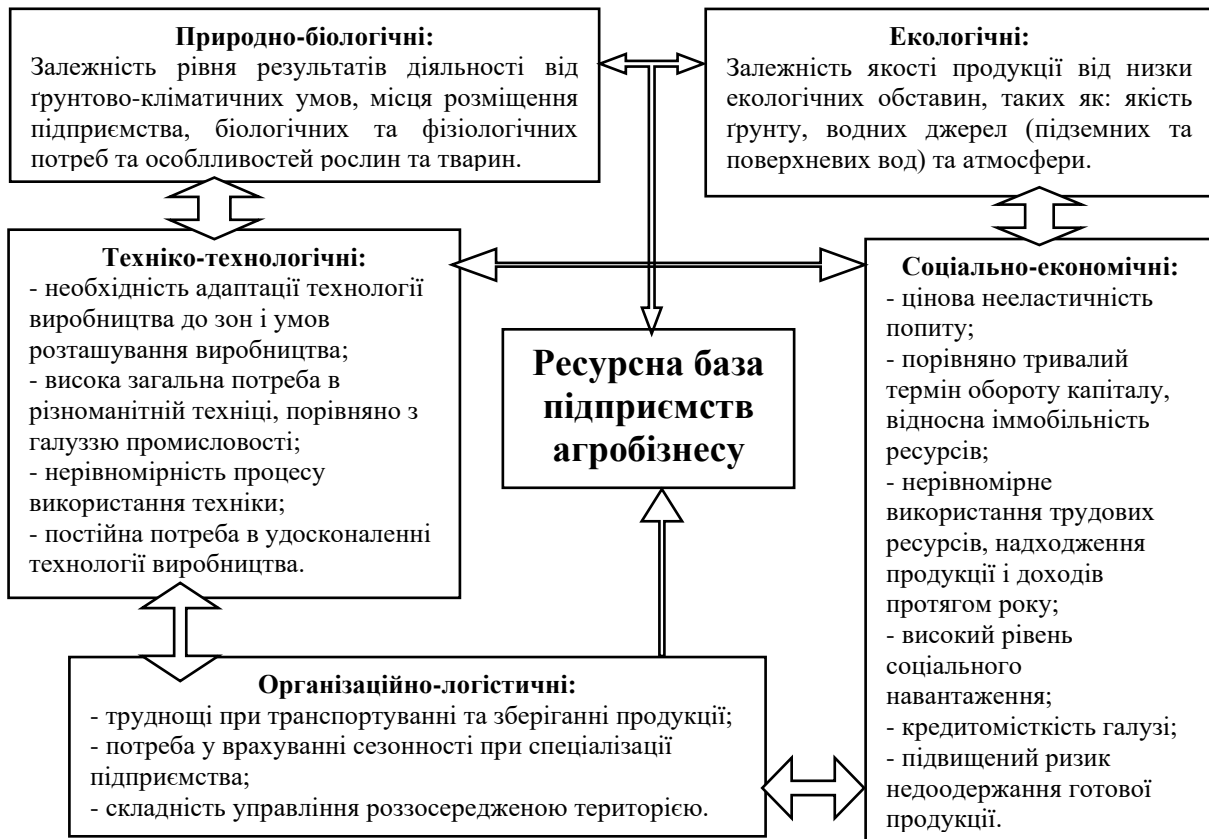 Природно-біологічні:
Залежність рівня результатів діяльності від
ґрунтово-кліматичних умов, місця розміщення
підприємства, біологічних та фізіологічних
потреб та особлливостей рослин та тварин.
Екологічні:
Залежність якості продукції від низки
екологічних обставин, таких як: якість
ґрунту, водних джерел (підземних та
поверхневих вод) та атмосфери.
Техніко-технологічні:
- необхідність адаптації технології
виробництва до зон і умов
розташування виробництва;
- висока загальна потреба в
різноманітній техніці, порівняно з
галуззю промисловості;
- нерівномірність процесу
використання техніки;
- постійна потреба в удосконаленні
технології виробництва.
Ресурсна база
підприємств
агробізнесу
Соціально-економічні:
- цінова нееластичність
попиту;
- порівняно тривалий
термін обороту капіталу,
відносна іммобільність
ресурсів;
- нерівномірне
використання трудових
ресурсів, надходження
продукції і доходів
протягом року;
- високий рівень
соціального
навантаження;
- кредитомісткість галузі;
- підвищений ризик
недоодержання готової
продукції.
Організаційно-логістичні:
- труднощі при транспортуванні та зберіганні продукції;
- потреба у врахуванні сезонності при спеціалізації
підприємства;
- складність управління роззосередженою територією.